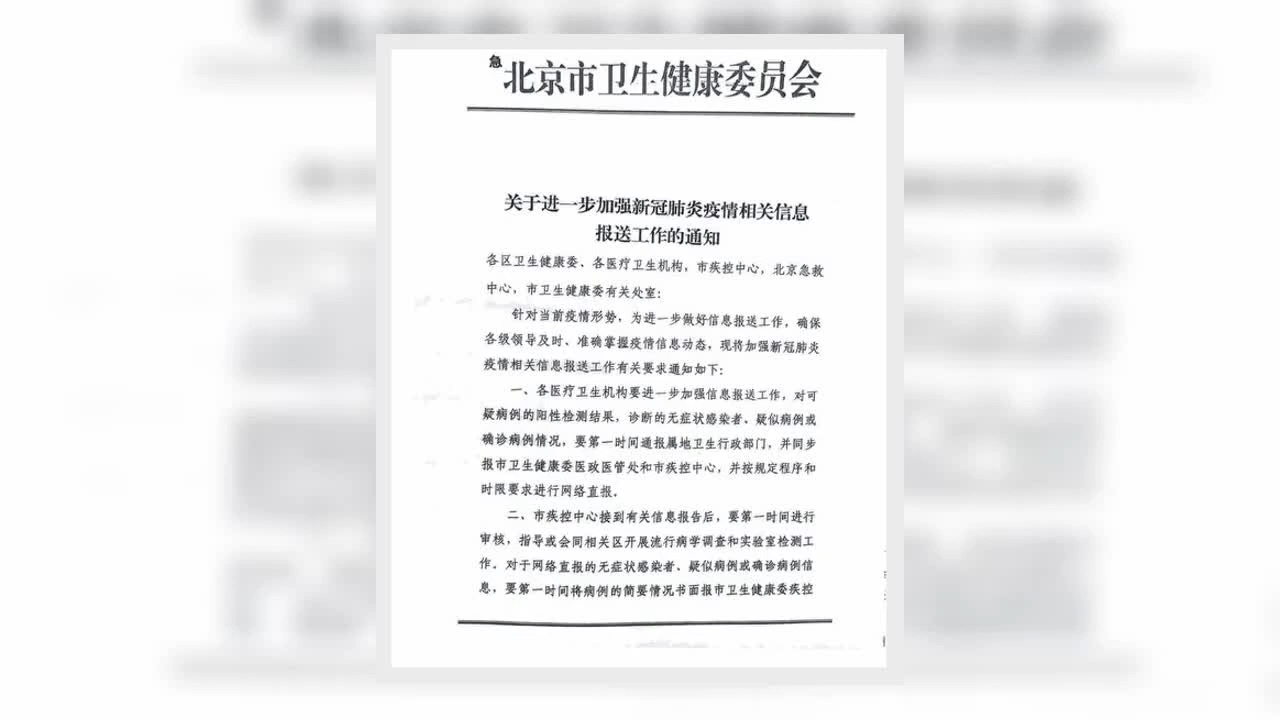 急
北京市卫生健康委员会
关于进一步加强新冠肺炎疫情相关信息
报送工作的通知
各区卫生健康委、各医疗卫生机构，市疾控中心，北京急救
中心，市卫生健康委有关处室：
针对当前疫情形势，为进一步做好信息报送工作，确保
各级领导及时、准确掌握疫情信息动态，现将加强新冠肺炎
疫情相关信息报送工作有关要求通知如下：
一、各医疗卫生机构要进一步加强信息报送工作，对可
疑病例的阳性检测结果，诊断的无症状感染者、疑似病例或
确诊病例情况，要第一时间通报属地卫生行政部门，并同步
报市卫生健康委医政医管处和市疾控中心，并按规定程序和
时限要求进行网络直报。
二、市疾控中心接到有关信息报告后，要第一时间进行
审核，指导或会同相关区开展流行病学调查和实验室检测工
作。对于网络直报的无症状感染者、疑似病例或确诊病例信
息，要第一时间将病例的简要情况书面报市卫生健康委疾控